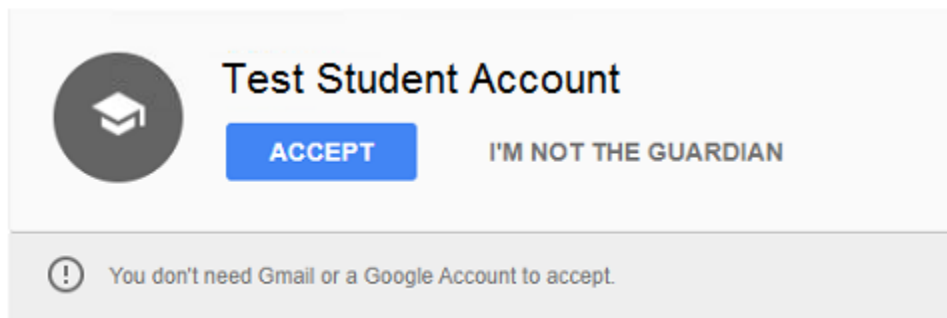 Test Student Account
ACCEPT I'M NOT THE GUARDIAN
You don't need Gmail or a Google Account to accept.